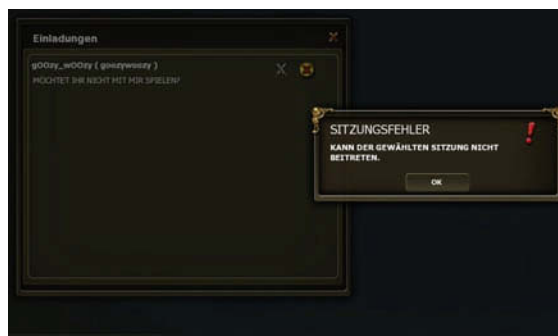 Einladungen
gOOzy_wOOzy ( goozywoozy )
MÖCHTET IHR NICHT MIT MIR SPIELEN?
SITZUNGSFEHLER
KANN DER GEWÄHLTEN SITZUNG NICHT
BEITRETEN.
OK